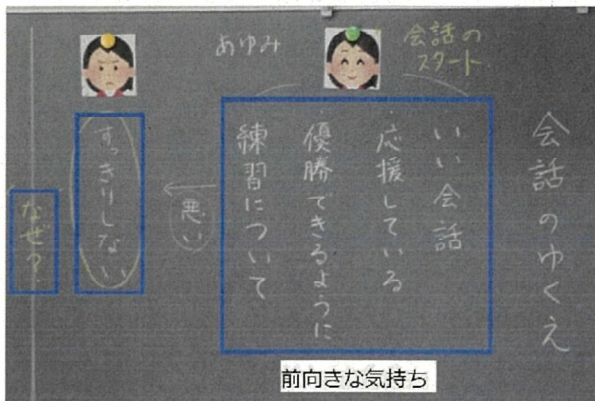 会話のゆくえ
会話の
スタート
いい会話
応援している
優勝できるように
練習について
前向きな気持ち
あゆみ
悪い
すっきりしない
なぜ?